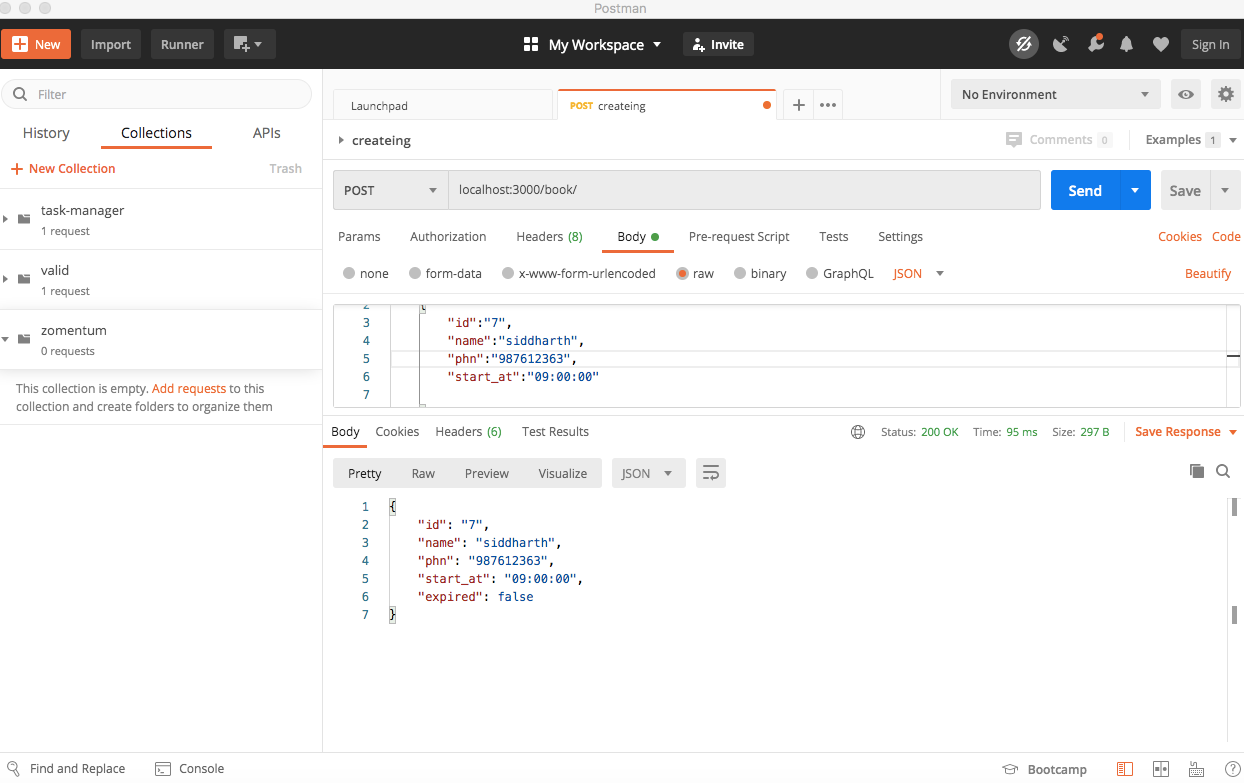 Postman
New Import Runner My Workspace Invite Sign In
Filter
History Collections APIs
New Collection Trash
task-manager
1 request
valid
1 request
zomentum
0 requests
This collection is empty. Add requests to this
collection and create folders to organize them
Launchpad POST createing No Environment
createing Comments 0 Examples 1
POST localhost:3000/book/ Send Save
Params Authorization Headers (8) Body Pre-request Script Tests Settings Cookies Code
none form-data x-www-form-urlencoded raw binary GraphQL JSON Beautify
2 {
3 "id":"7",
4 "name":"siddharth",
5 "phn":"987612363",
6 "start_at":"09:00:00"
7
Body Cookies Headers (6) Test Results Status: 200 OK Time: 95 ms Size: 297 B Save Response
Pretty Raw Preview Visualize JSON
1 {
2 "id": "7",
3 "name": "siddharth",
4 "phn": "987612363",
5 "start_at": "09:00:00",
6 "expired": false
7 }
Find and Replace Console Bootcamp